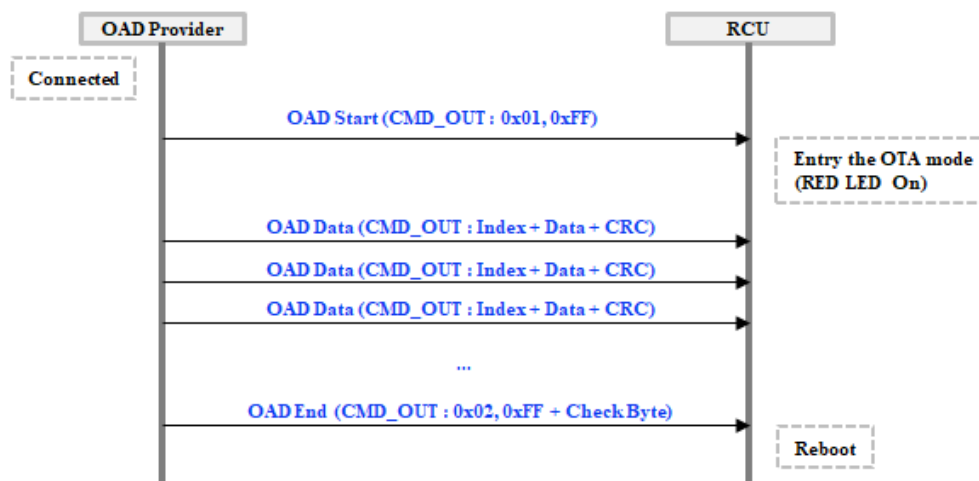 OAD Provider
RCU
Connected
OAD Start (CMD_OUT : 0x01, 0xFF)
Entry the OTA mode
(RED LED On)
OAD Data (CMD_OUT : Index + Data + CRC)
OAD Data (CMD_OUT : Index + Data + CRC)
OAD Data (CMD_OUT : Index + Data + CRC)
...
OAD End (CMD_OUT : 0x02, 0xFF + Check Byte)
Reboot